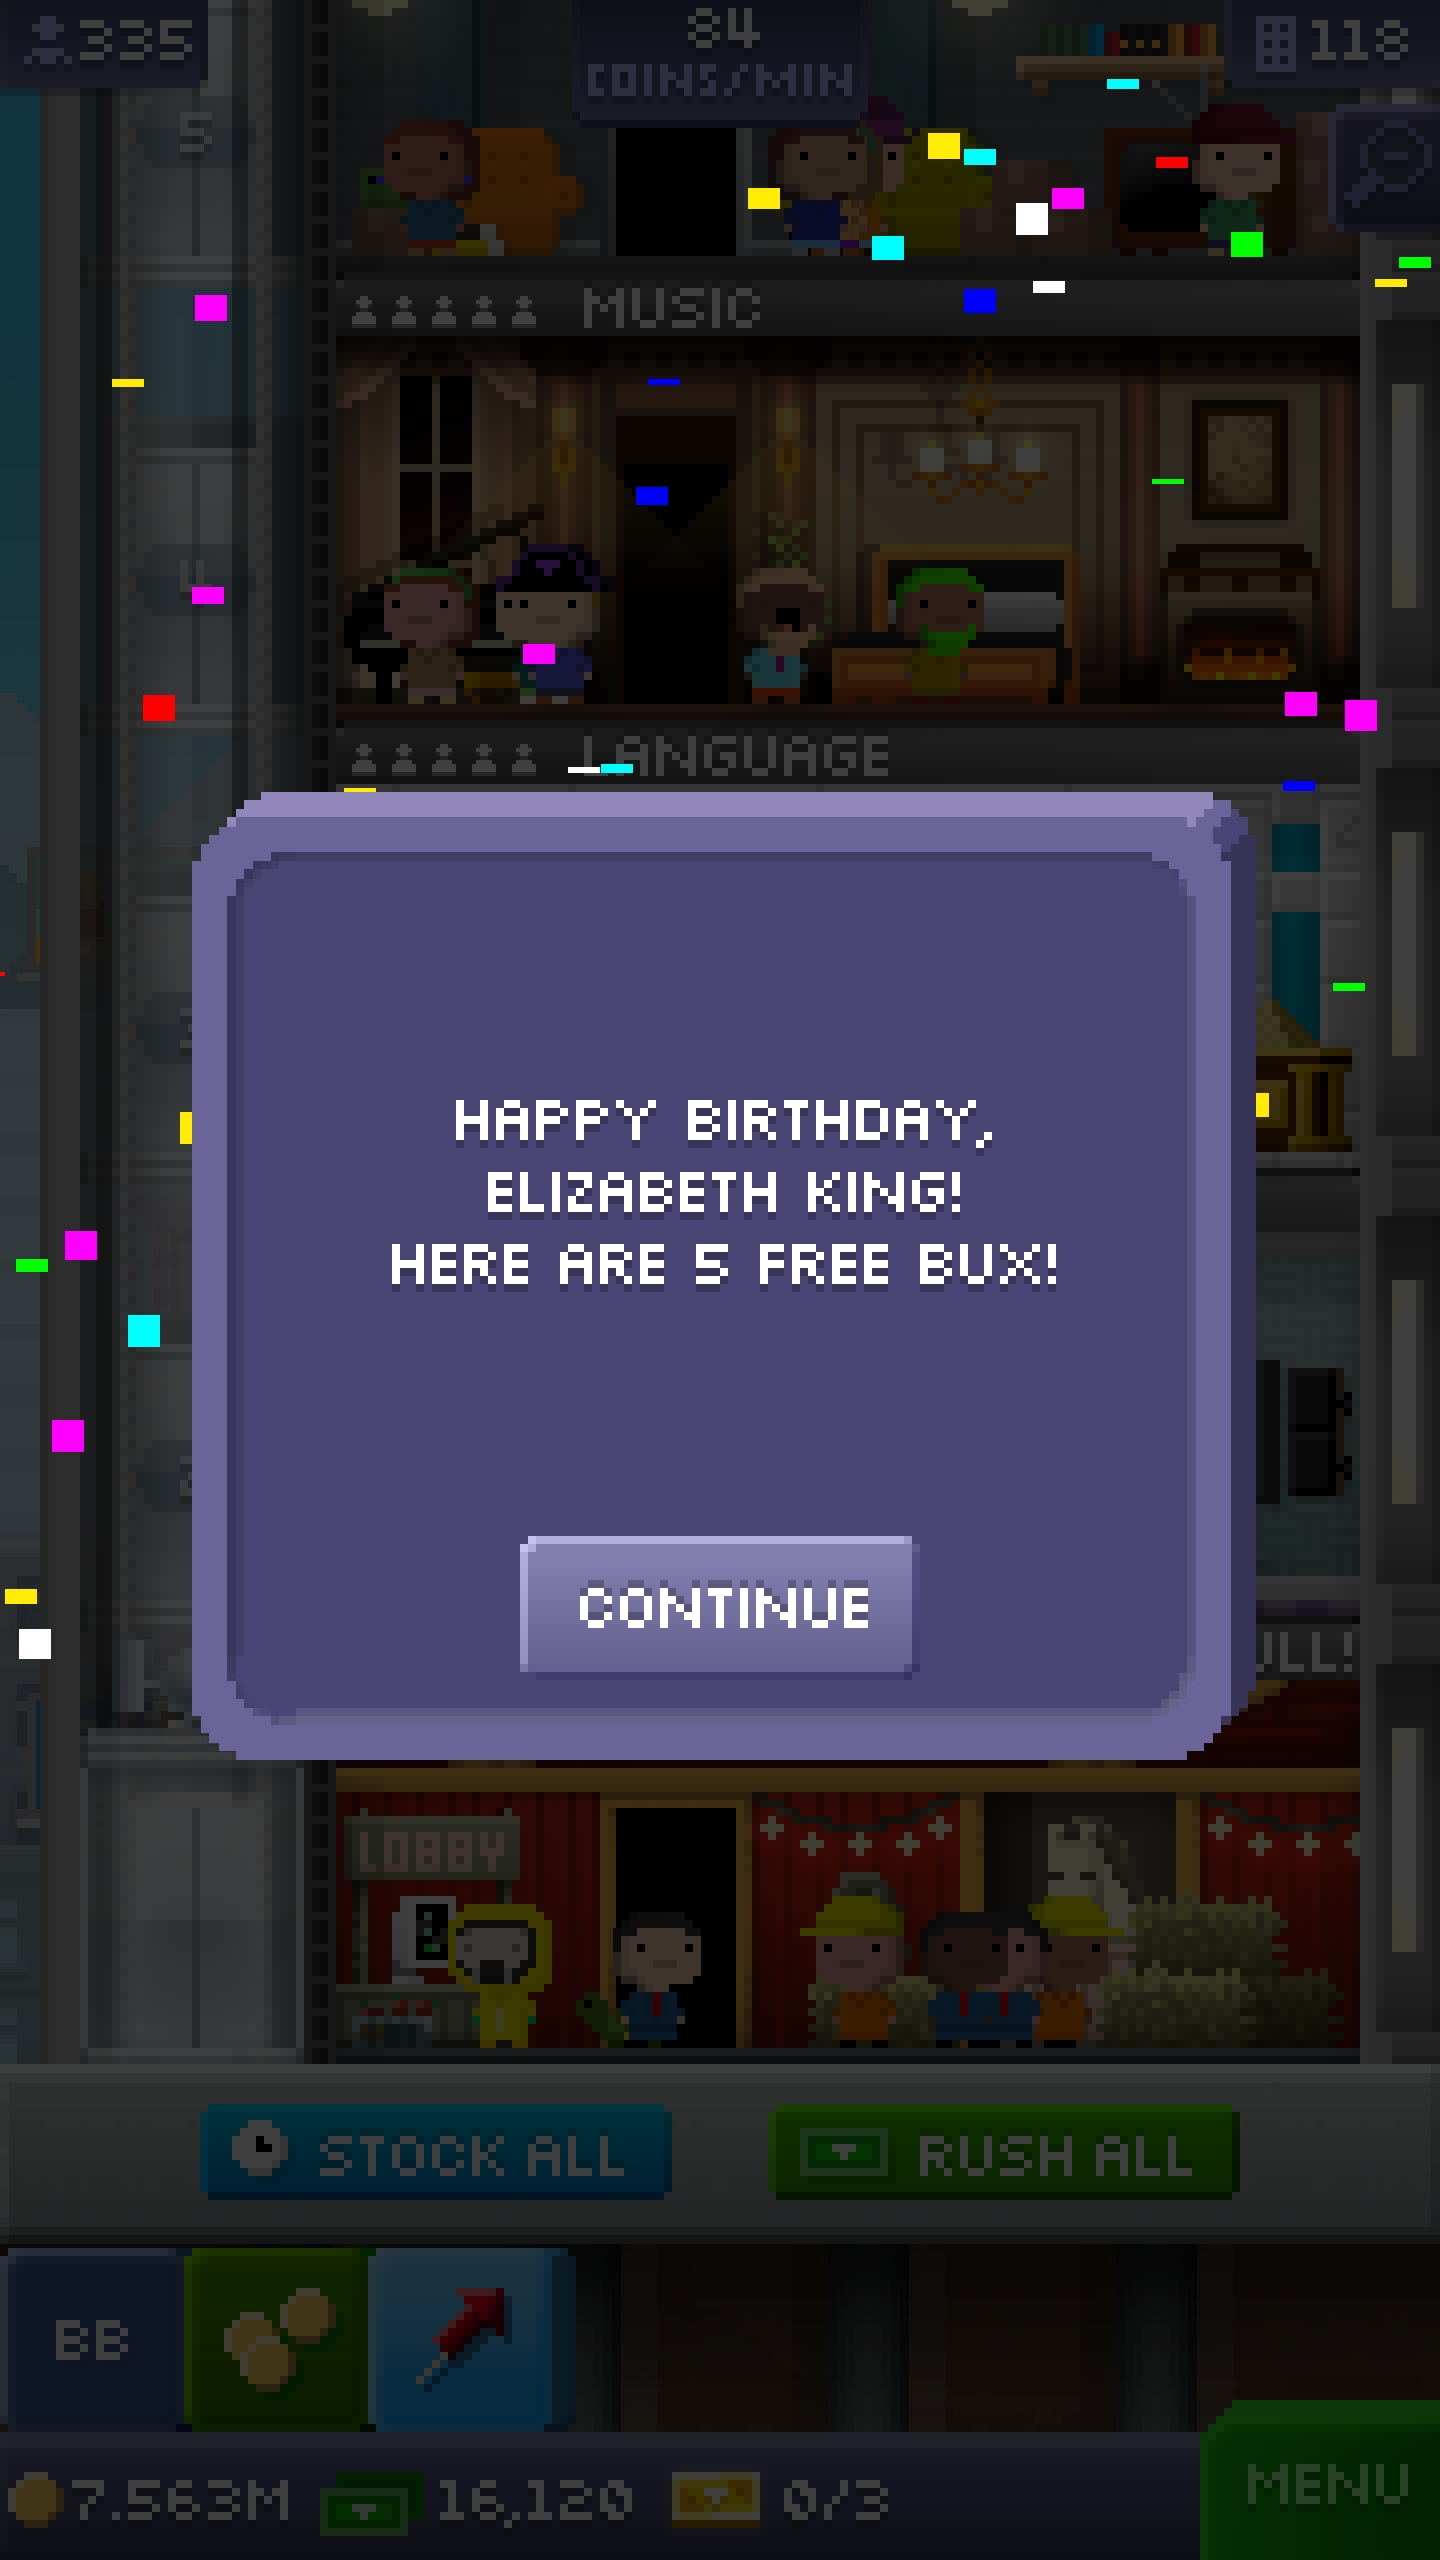 335
84
COINS/MIN
118
5
MUSIC
LANGUAGE
HAPPY BIRTHDAY,
ELIZABETH KING!
HERE ARE 5 FREE BUX!
CONTINUE
ULL!
LOBBY
STOCK ALL
RUSH ALL
BB
7.563M
16,120
0/3
MENU